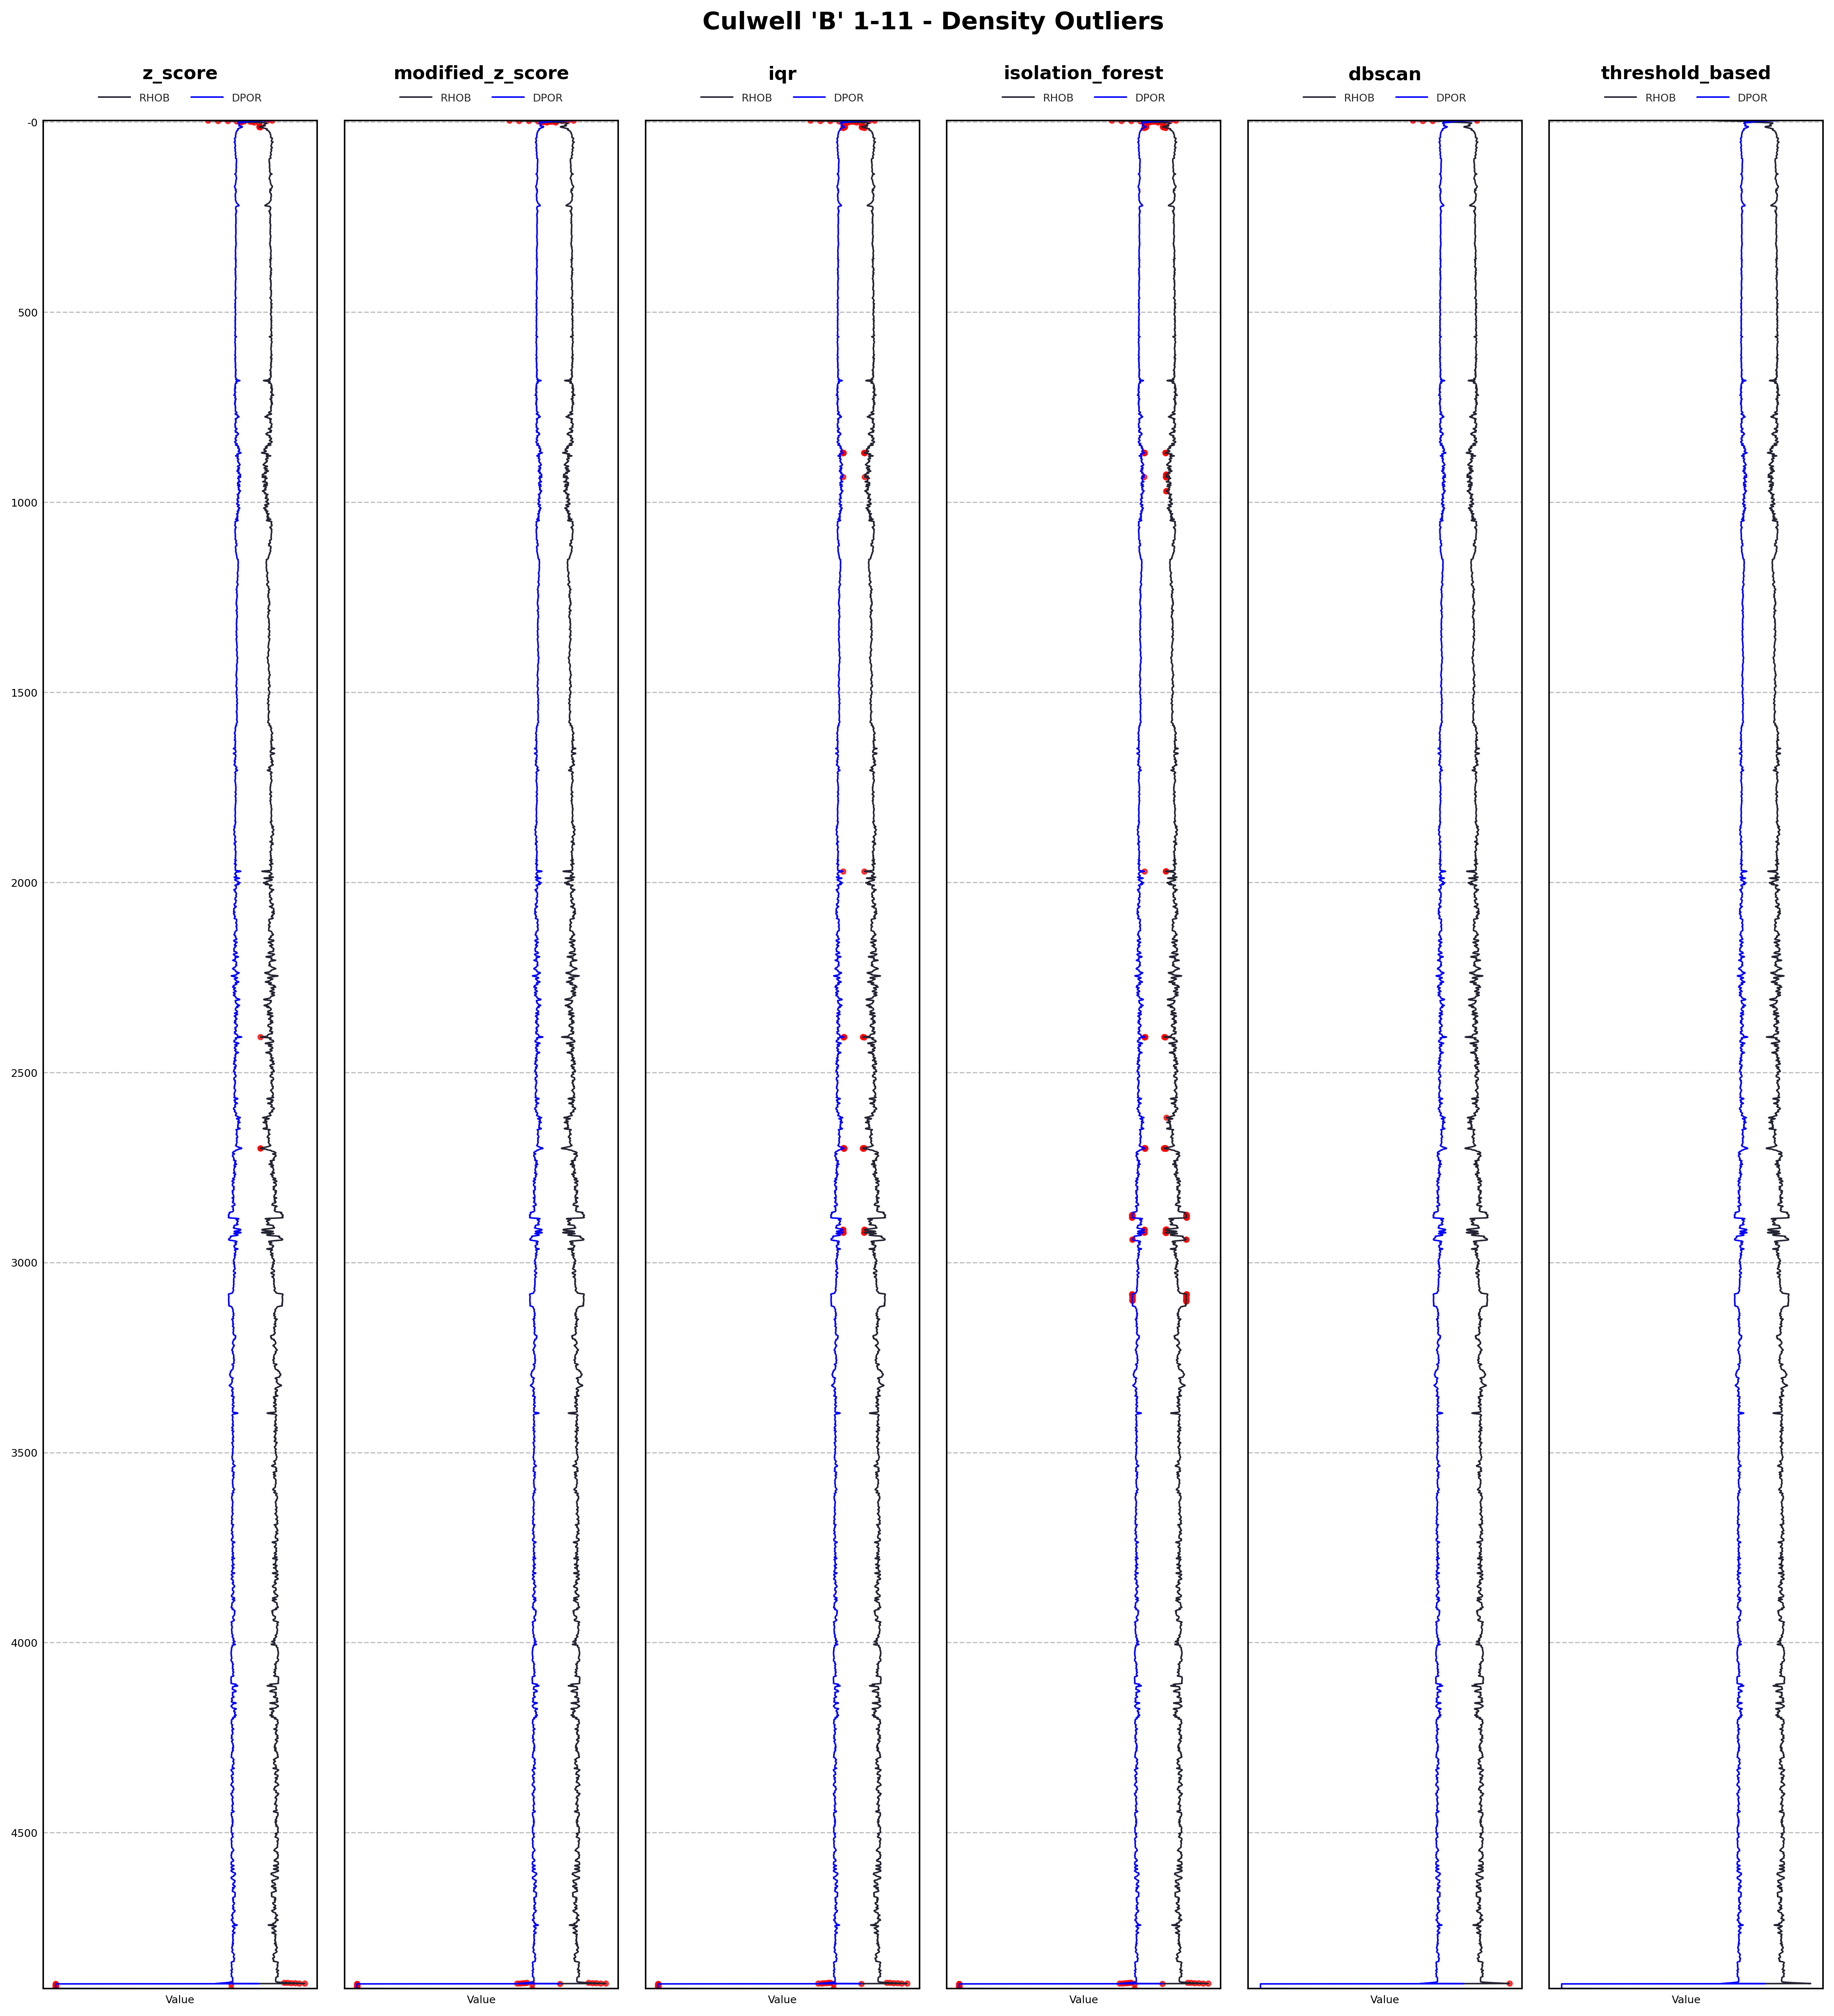 Culwell 'B' 1-11 - Density Outliers
z_score modified_z_score iqr isolation_forest dbscan threshold_based
RHOB DPOR RHOB DPOR RHOB DPOR RHOB DPOR RHOB DPOR RHOB DPOR
-0
500
1000
1500
2000
2500
3000
3500
4000
4500
Value Value Value Value Value Value